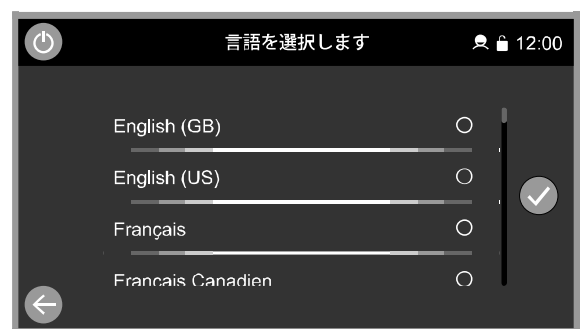 言語を選択します
12:00
English (GB)
English (US)
Français
Francais Canadien